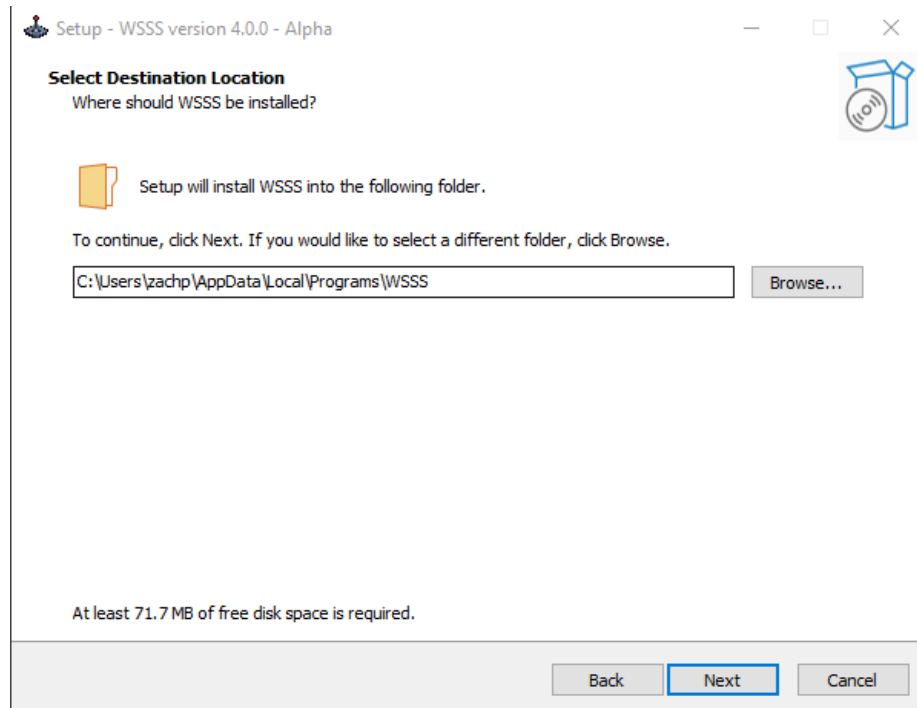 Setup - WSSS version 4.0.0 - Alpha
Select Destination Location
Where should WSSS be installed?
Setup will install WSSS into the following folder.
To continue, click Next. If you would like to select a different folder, click Browse.
C:\Users\zachp\AppData\Local\Programs\WSSS
Browse...
At least 71.7 MB of free disk space is required.
Back
Next
Cancel